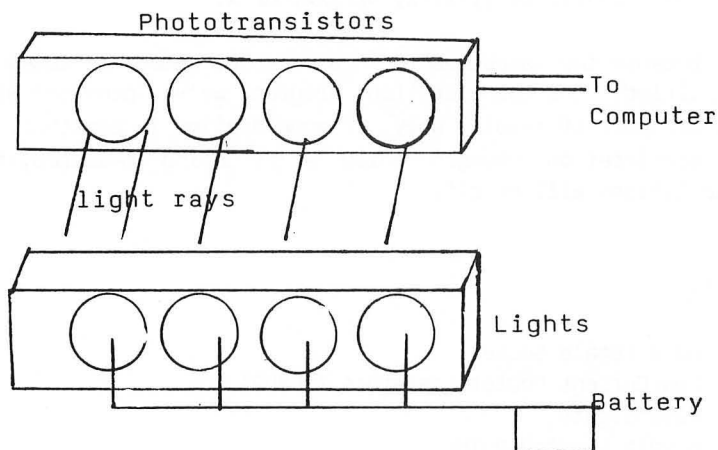 Phototransistors
To
Computer
light rays
Lights
Battery